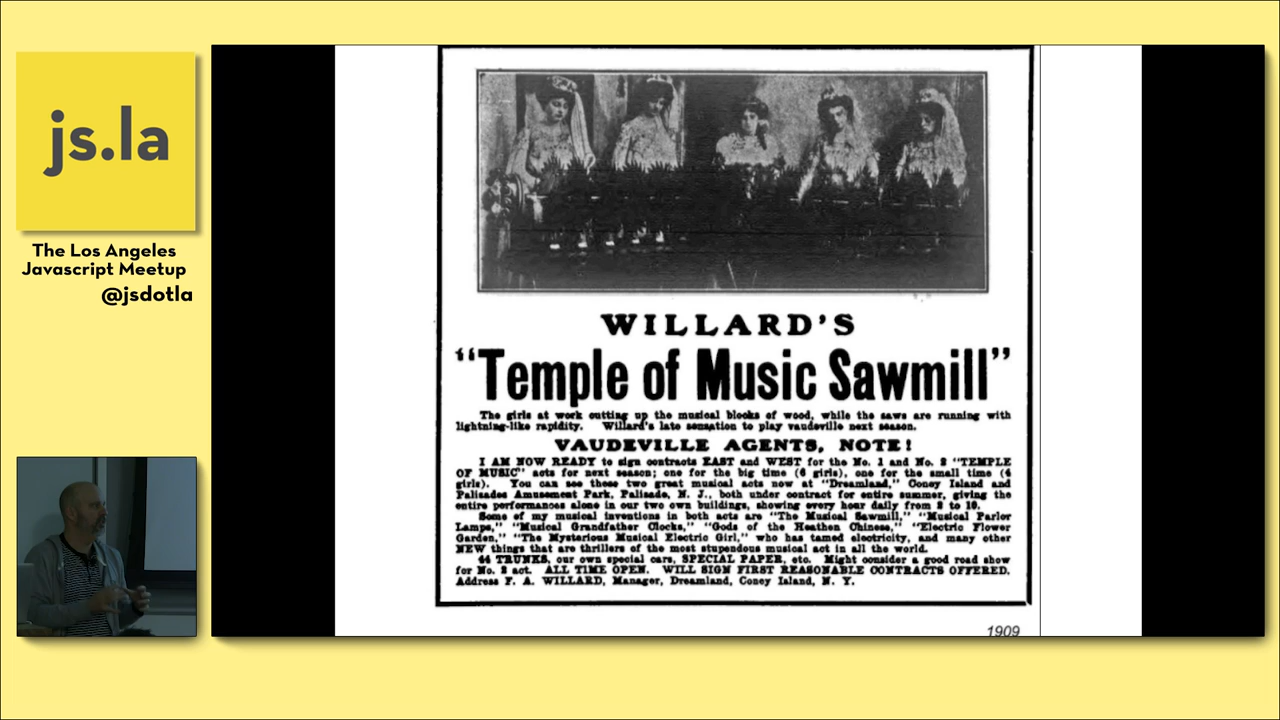 js.la
The Los Angeles
Javascript Meetup
@jsdotla
WILLARD'S
"Temple of Music Sawmill"
The girls at work cutting up the musical blocks of wood, while the saws are running with
lightning-like rapidity. Willard's late sensation to play vaudeville next season.
VAUDEVILLE AGENTS, NOTE!
I AM NOW READY to sign contracts EAST and WEST for the No. 1 and No. 2 "TEMPLE
OF MUSIC" acts for next season; one for the big time (6 girls), one for the small time (4
girls). You can see these two great musical acts now at "Dreamland," Coney Island and
Palisades Amusement Park, Palisade, N. J., both under contract for entire summer, giving the
entire performances alone in our two own buildings, showing every hour daily from 2 to 10.
Some of my musical inventions in both acts are "The Musical Sawmill," "Musical Parlor
Lamps," "Musical Grandfather Clocks," "Gods of the Heathen Chinese," "Electric Flower
Garden," "The Mysterious Musical Electric Girl," who has tamed electricity, and many other
NEW things that are thrillers of the most stupendous musical act in all the world.
44 TRUNKS, our own special cars, SPECIAL PAPER, etc. Might consider a good road show
for No. 2 act. ALL TIME OPEN. WILL SIGN FIRST REASONABLE CONTRACTS OFFERED.
Address F. A. WILLARD, Manager, Dreamland, Coney Island, N. Y.
1909